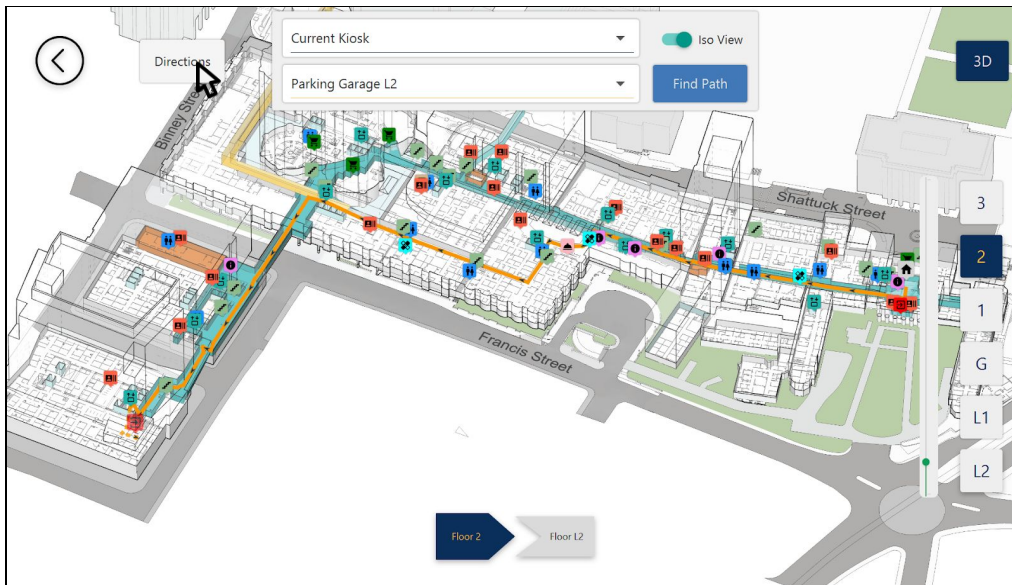 Current Kiosk
Iso View
Directions
3D
Parking Garage L2
Find Path
Binney Street
Shattuck Street
3
2
1
Francis Street
G
L1
L2
Floor 2
Floor L2